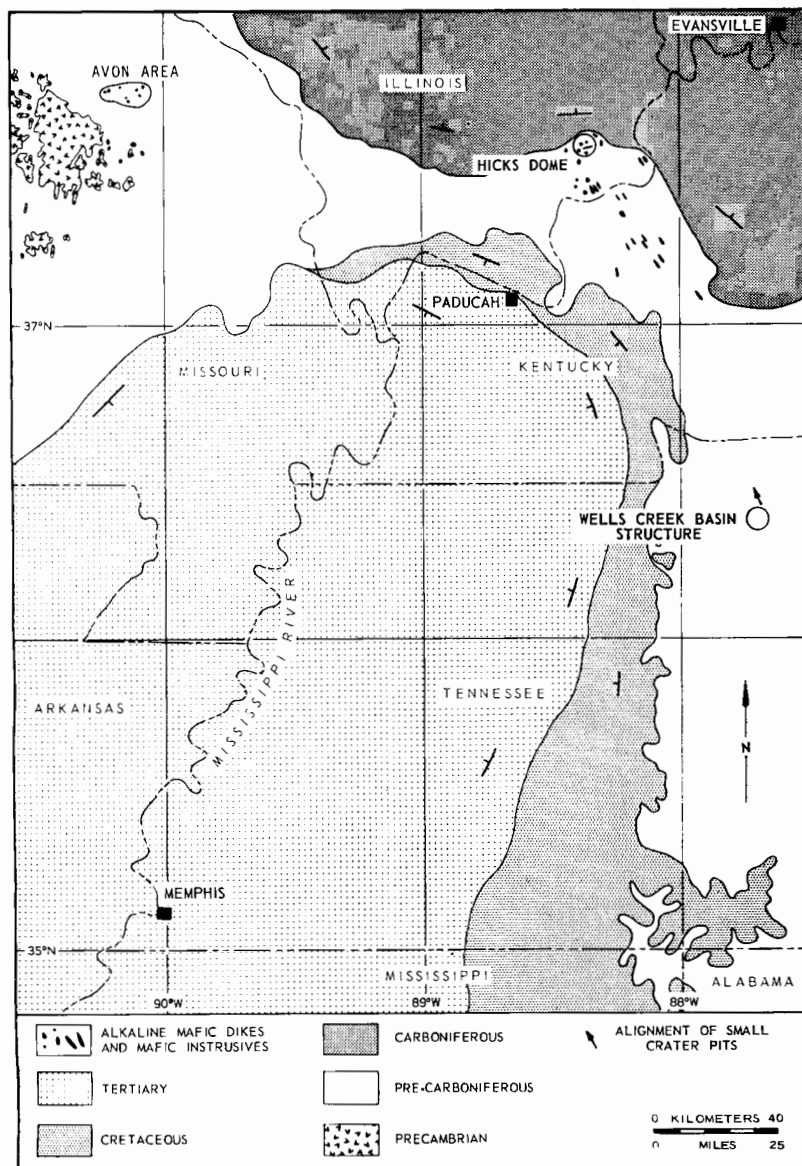 EVANSVILLE
AVON AREA
ILLINOIS
HICKS DOME
PADUCAH
37°N
MISSOURI
KENTUCKY
WELLS CREEK BASIN
STRUCTURE
MISSISSIPPI RIVER
ARKANSAS
TENNESSEE
N
MEMPHIS
35°N
MISSISSIPPI
ALABAMA
90°W
89°W
88°W
ALKALINE MAFIC DIKES
AND MAFIC INSTRUSIVES
CARBONIFEROUS
ALIGNMENT OF SMALL
CRATER PITS
TERTIARY
PRE-CARBONIFEROUS
CRETACEOUS
PRECAMBRIAN
0 KILOMETERS 40
0 MILES 25